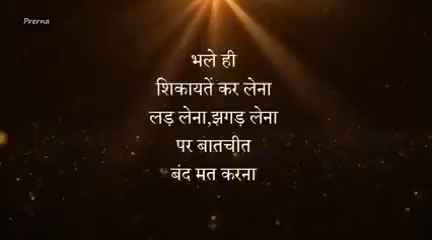 Prerna
भले ही
शिकायतें कर लेना
लड़ लेना,झगड़ लेना
पर बातचीत
बंद मत करना